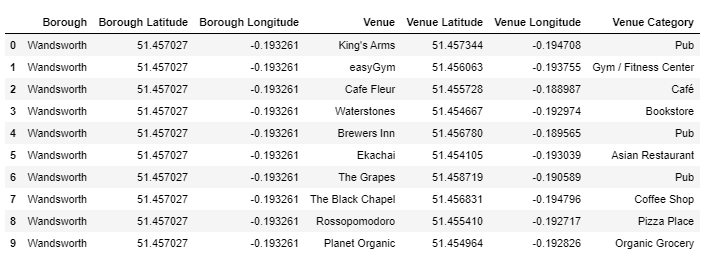 Borough Borough Latitude Borough Longitude Venue Venue Latitude Venue Longitude Venue Category
0 Wandsworth 51.457027 -0.193261 King's Arms 51.457344 -0.194708 Pub
1 Wandsworth 51.457027 -0.193261 easyGym 51.456063 -0.193755 Gym / Fitness Center
2 Wandsworth 51.457027 -0.193261 Cafe Fleur 51.455728 -0.188987 Café
3 Wandsworth 51.457027 -0.193261 Waterstones 51.454667 -0.192974 Bookstore
4 Wandsworth 51.457027 -0.193261 Brewers Inn 51.456780 -0.189565 Pub
5 Wandsworth 51.457027 -0.193261 Ekachai 51.454105 -0.193039 Asian Restaurant
6 Wandsworth 51.457027 -0.193261 The Grapes 51.458719 -0.190589 Pub
7 Wandsworth 51.457027 -0.193261 The Black Chapel 51.456831 -0.194796 Coffee Shop
8 Wandsworth 51.457027 -0.193261 Rossopomodoro 51.455410 -0.192717 Pizza Place
9 Wandsworth 51.457027 -0.193261 Planet Organic 51.454964 -0.192826 Organic Grocery